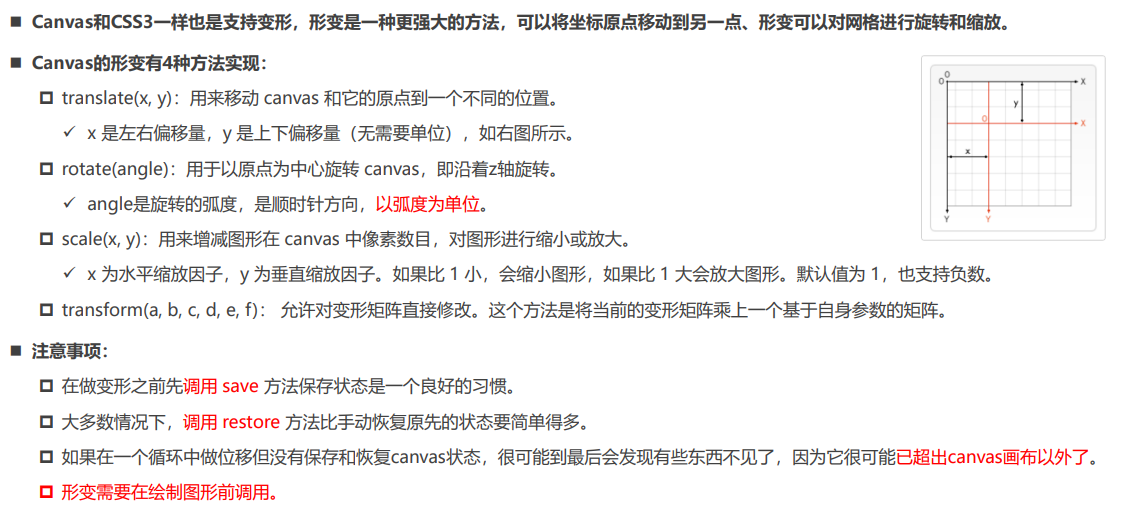 Canvas和CSS3一样也是支持变形，形变是一种更强大的方法，可以将坐标原点移动到另一点、形变可以对网格进行旋转和缩放。
Canvas的形变有4种方法实现：
translate(x, y)：用来移动 canvas 和它的原点到一个不同的位置。
x 是左右偏移量，y 是上下偏移量（无需要单位），如右图所示。
rotate(angle)：用于以原点为中心旋转 canvas，即沿着z轴旋转。
angle是旋转的弧度，是顺时针方向，以弧度为单位。
scale(x, y)：用来增减图形在 canvas 中像素数目，对图形进行缩小或放大。
x 为水平缩放因子，y 为垂直缩放因子。如果比 1 小，会缩小图形，如果比 1 大会放大图形。默认值为 1，也支持负数。
transform(a, b, c, d, e, f)： 允许对变形矩阵直接修改。这个方法是将当前的变形矩阵乘上一个基于自身参数的矩阵。
0
0
X
y
0
X
x
Y
Y
注意事项：
在做变形之前先调用 save 方法保存状态是一个良好的习惯。
大多数情况下，调用 restore 方法比手动恢复原先的状态要简单得多。
如果在一个循环中做位移但没有保存和恢复canvas状态，很可能到最后会发现有些东西不见了，因为它很可能已超出canvas画布以外了。
形变需要在绘制图形前调用。